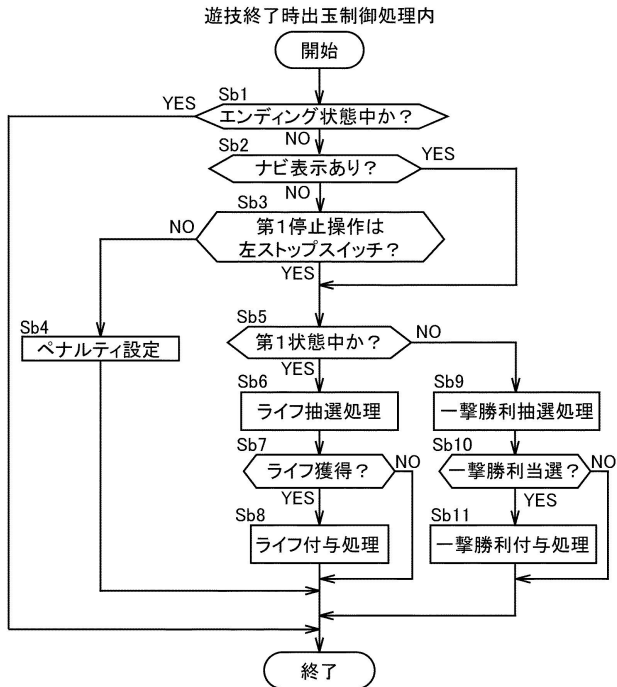 遊技終了時出玉制御処理内
開始
Sb1
エンディング状態中か？
YES
NO
Sb2
ナビ表示あり？
YES
NO
Sb3
第１停止操作は
左ストップスイッチ？
NO
YES
Sb4
ペナルティ設定
Sb5
第１状態中か？
NO
YES
Sb6
ライフ抽選処理
Sb9
一撃勝利抽選処理
Sb7
ライフ獲得？
NO
YES
Sb10
一撃勝利当選？
NO
YES
Sb8
ライフ付与処理
Sb11
一撃勝利付与処理
終了